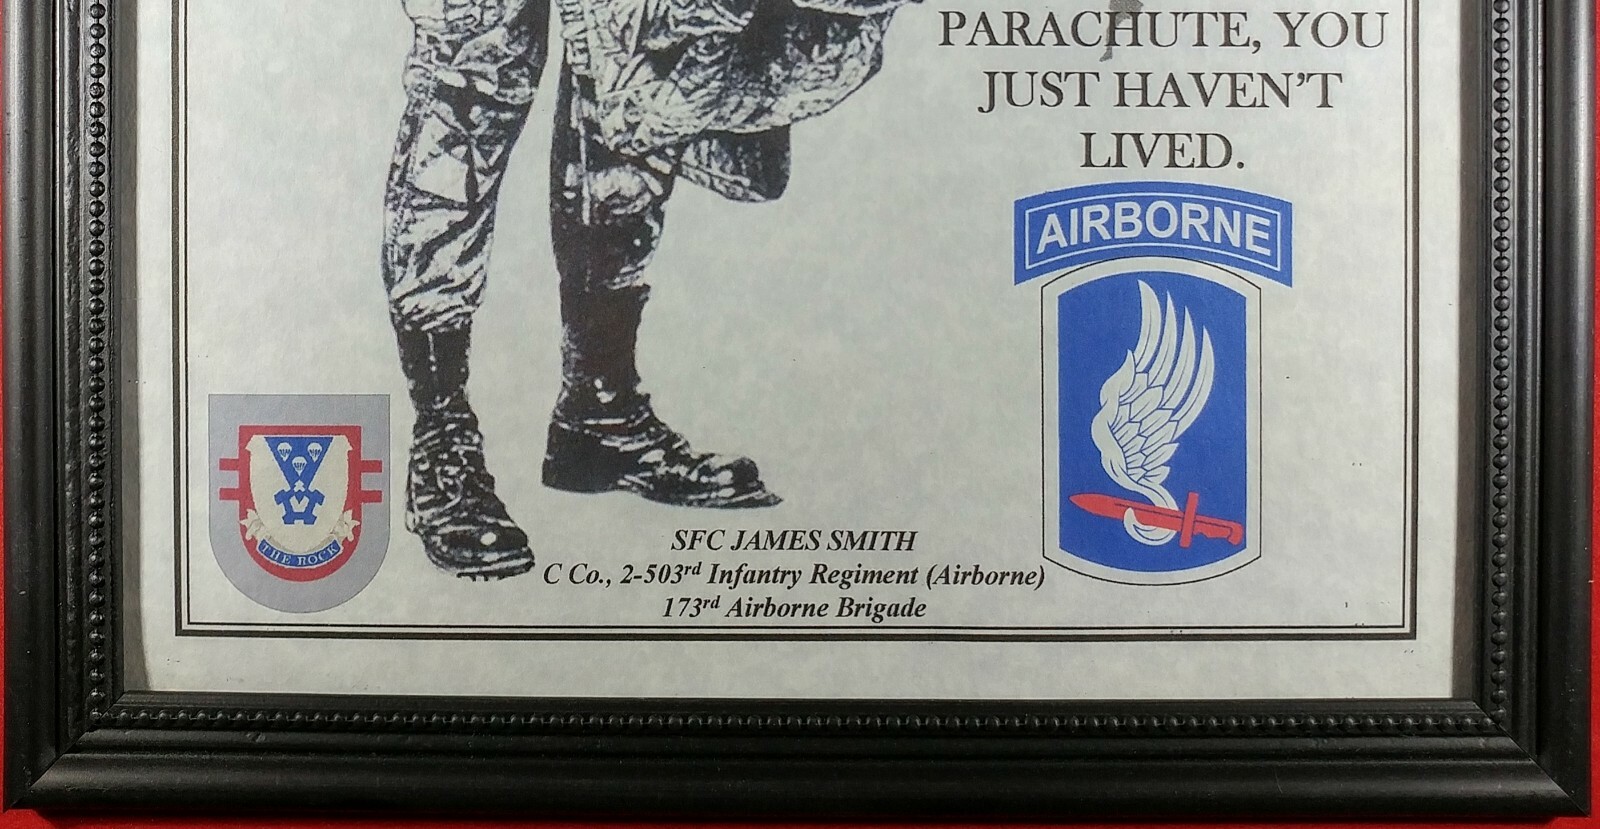 PARACHUTE, YOU
JUST HAVEN'T
LIVED.
AIRBORNE
THE ROCK
SFC JAMES SMITH
C Co., 2-503rd Infantry Regiment (Airborne)
173rd Airborne Brigade